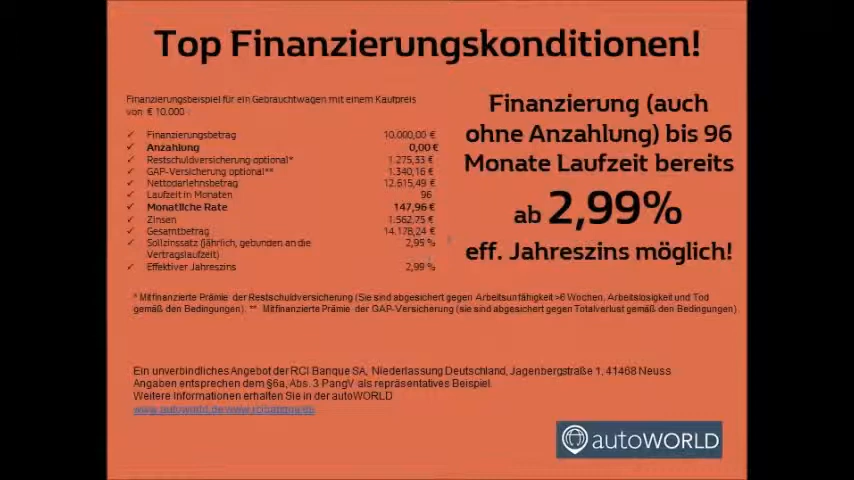 Top Finanzierungskonditionen!
Finanzierungsbeispiel für ein Gebrauchtwagen mit einem Kaufpreis
von € 10.000
✓ Finanzierungsbetrag 10.000,00 €
✓ Anzahlung 0,00 €
✓ Restschuldversicherung optional* 1.275,33 €
✓ GAP-Versicherung optional** 1.340,16 €
✓ Nettodarlehnsbetrag 12.615,49 €
✓ Laufzeit in Monaten 96
✓ Monatliche Rate 147,96 €
✓ Zinsen 1.562,75 €
✓ Gesamtbetrag 14.178,24 €
✓ Sollzinssatz (jährlich, gebunden an die 2,95 %
Vertragslaufzeit)
✓ Effektiver Jahreszins 2,99 %
Finanzierung (auch
ohne Anzahlung) bis 96
Monate Laufzeit bereits
ab 2,99%
eff. Jahreszins möglich!
* Mitfinanzierte Prämie der Restschuldversicherung (Sie sind abgesichert gegen Arbeitsunfähigkeit >6 Wochen, Arbeitslosigkeit und Tod
gemäß den Bedingungen). ** Mitfinanzierte Prämie der GAP-Versicherung (sie sind abgesichert gegen Totalverlust gemäß den Bedingungen).
Ein unverbindliches Angebot der RCI Banque SA, Niederlassung Deutschland, Jagenbergstraße 1, 41468 Neuss
Angaben entsprechen dem §6a, Abs. 3 PangV als repräsentatives Beispiel.
Weitere Informationen erhalten Sie in der autoWORLD
www.autoworld.de/www.rcibanque.de
autoWORLD